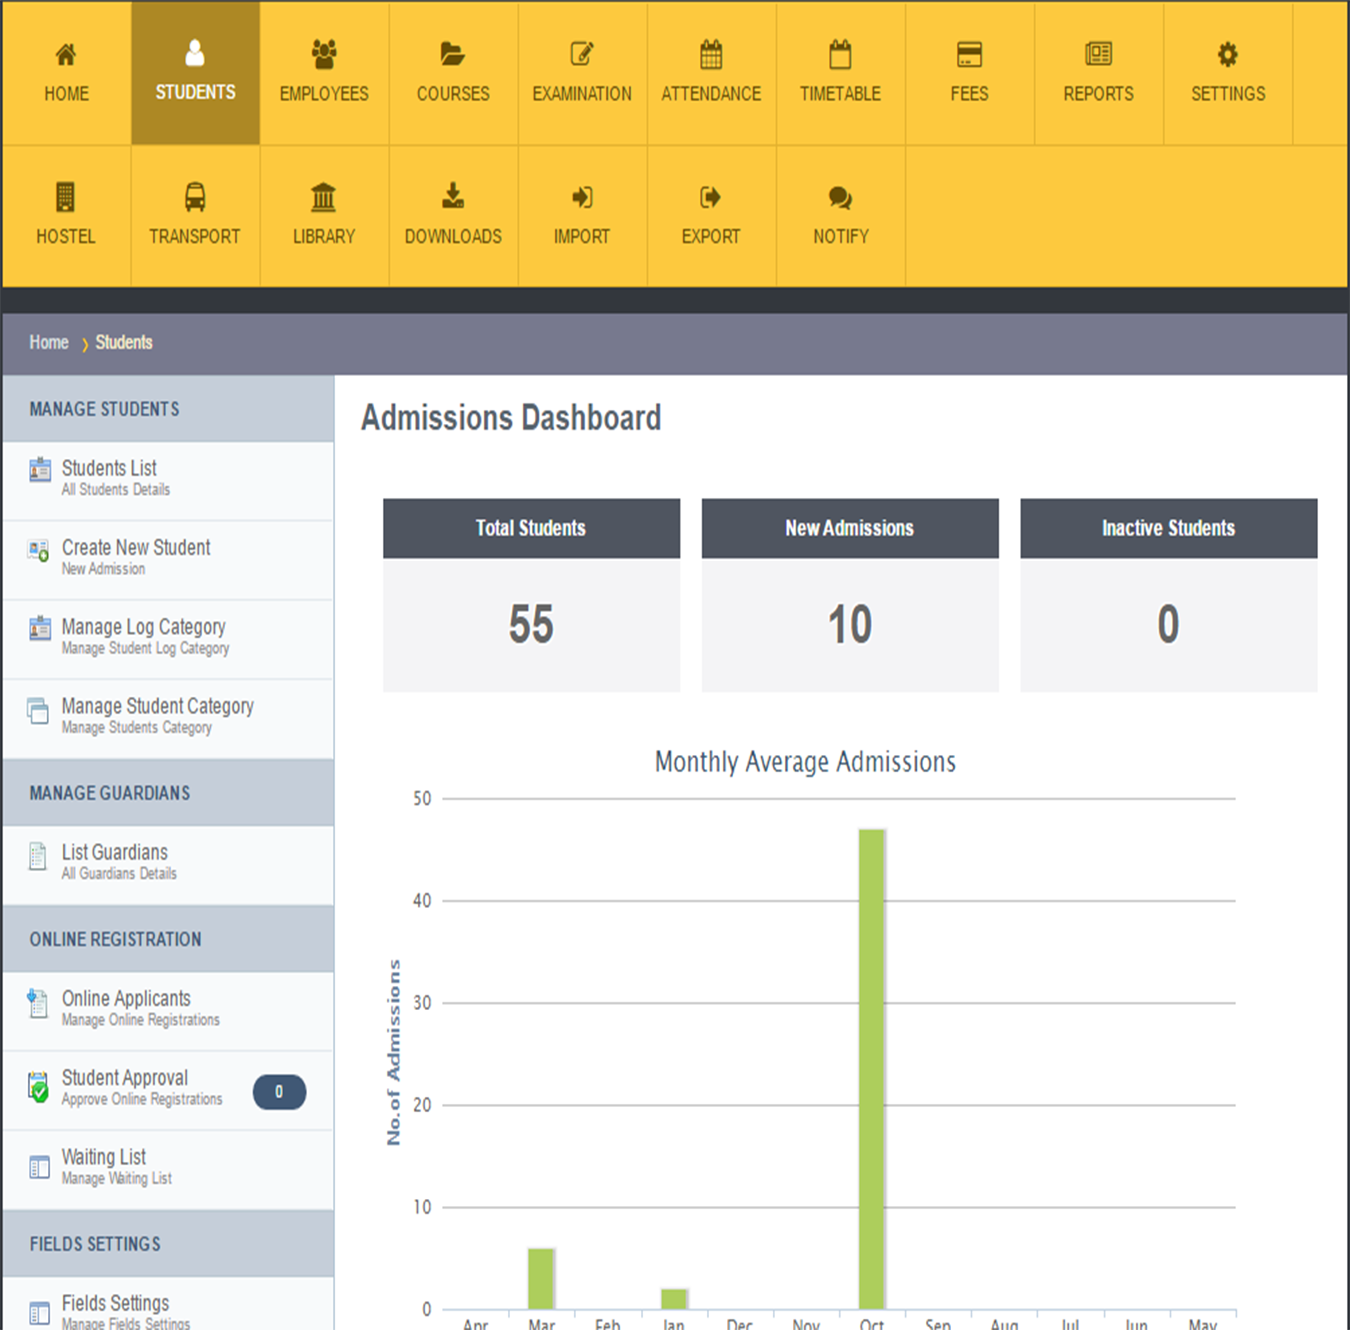 HOME
STUDENTS
EMPLOYEES
COURSES
EXAMINATION
ATTENDANCE
TIMETABLE
FEES
REPORTS
SETTINGS
HOSTEL
TRANSPORT
LIBRARY
DOWNLOADS
IMPORT
EXPORT
NOTIFY
Home › Students
MANAGE STUDENTS
Students List
All Students Details
Create New Student
New Admission
Manage Log Category
Manage Student Log Category
Manage Student Category
Manage Students Category
MANAGE GUARDIANS
List Guardians
All Guardians Details
ONLINE REGISTRATION
Online Applicants
Manage Online Registrations
Student Approval
Approve Online Registrations
0
Waiting List
Manage Waiting List
FIELDS SETTINGS
Fields Settings
Manage Fields Settings
Admissions Dashboard
Total Students
55
New Admissions
10
Inactive Students
0
Monthly Average Admissions
No.of Admissions
50
40
30
20
10
0
Apr Mar Feb Jan Dec Nov Oct Sep Aug Jul Jun May